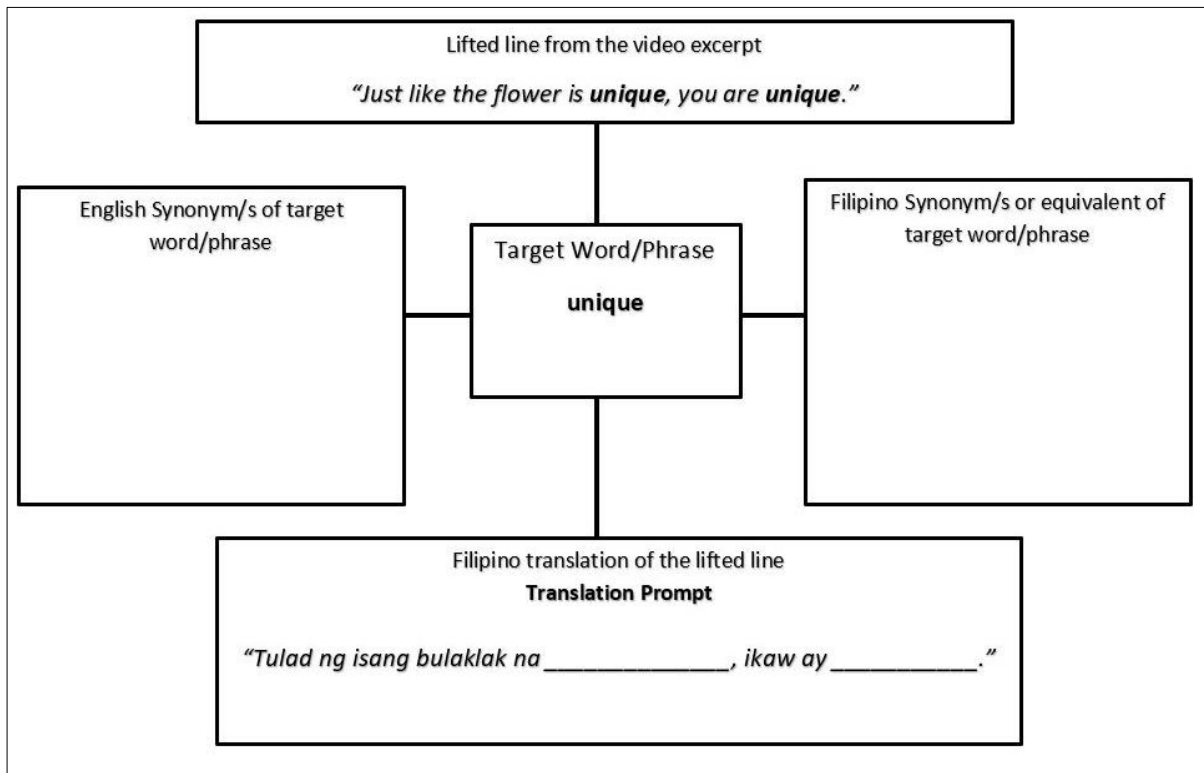 Lifted line from the video excerpt
“Just like the flower is unique, you are unique.”
English Synonym/s of target
word/phrase
Target Word/Phrase
unique
Filipino Synonym/s or equivalent of
target word/phrase
Filipino translation of the lifted line
Translation Prompt
“Tulad ng isang bulaklak na ______________, ikaw ay ___________.”